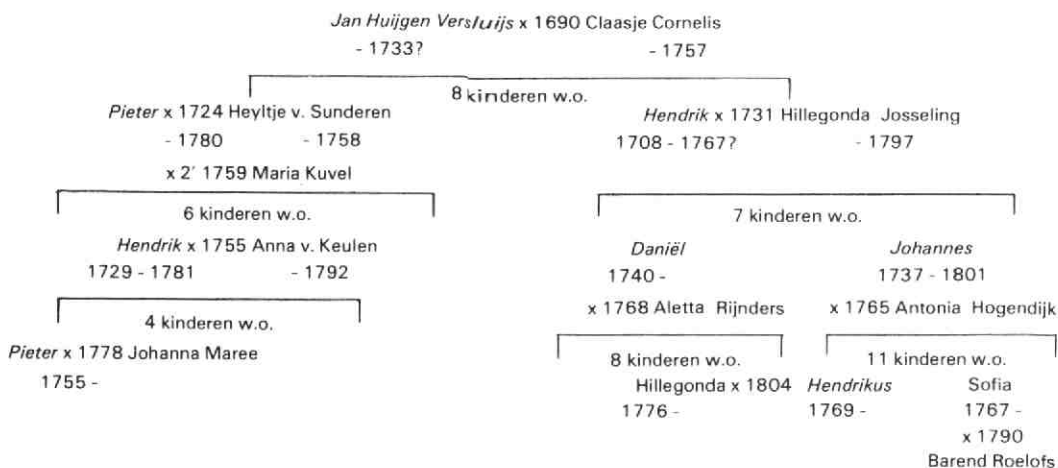 Jan Huijgen Versluijs x 1690 Claasje Cornelis
- 1733? - 1757
8 kinderen w.o.
Pieter x 1724 Heyltje v. Sunderen Hendrik x 1731 Hillegonda Josseling
- 1780 - 1758 1708 - 1767? - 1797
x 2' 1759 Maria Kuvel
6 kinderen w.o. 7 kinderen w.o.
Hendrik x 1755 Anna v. Keulen Daniël Johannes
1729 - 1781 - 1792 1740 - 1737 - 1801
x 1768 Aletta Rijnders x 1765 Antonia Hogendijk
4 kinderen w.o.
Pieter x 1778 Johanna Maree 8 kinderen w.o. 11 kinderen w.o.
1755 - Hillegonda x 1804 Hendrikus Sofia
1776 - 1769 - 1767 -
x 1790
Barend Roelofs